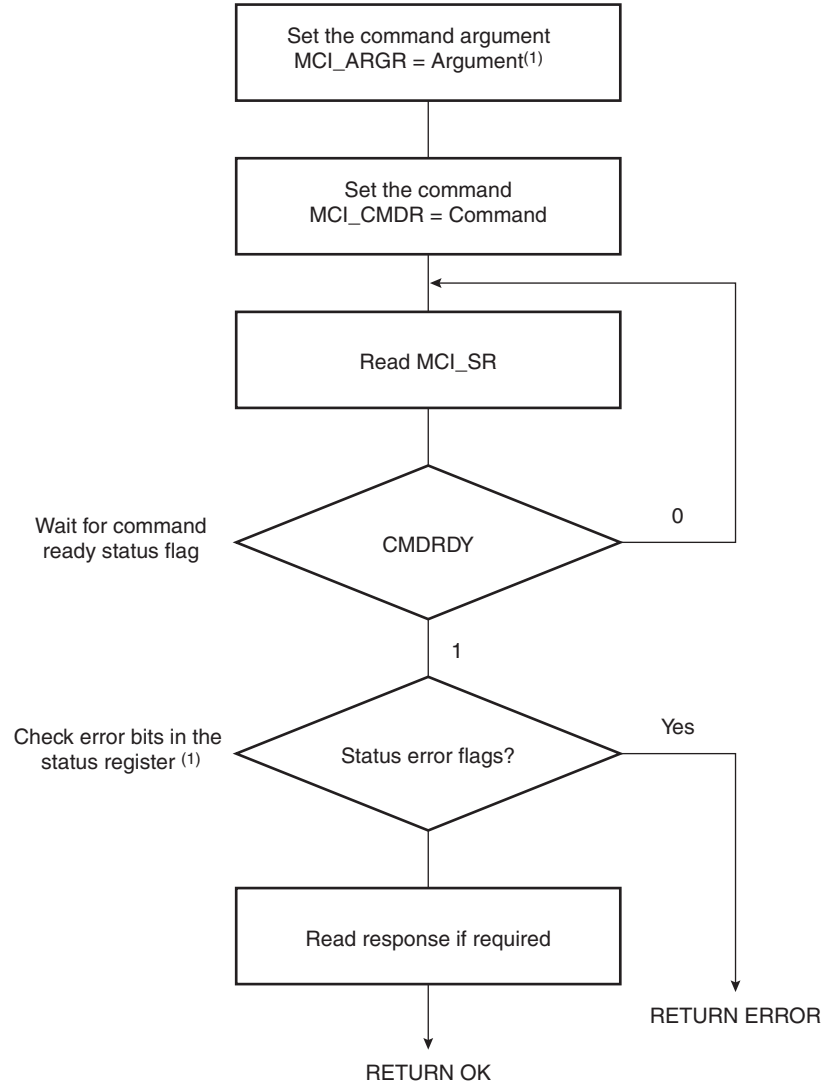 Set the command argument
MCI_ARGR = Argument(1)
Set the command
MCI_CMDR = Command
Read MCI_SR
Wait for command
ready status flag
CMDRDY
0
1
Check error bits in the
status register (1)
Status error flags?
Yes
Read response if required
RETURN ERROR
RETURN OK